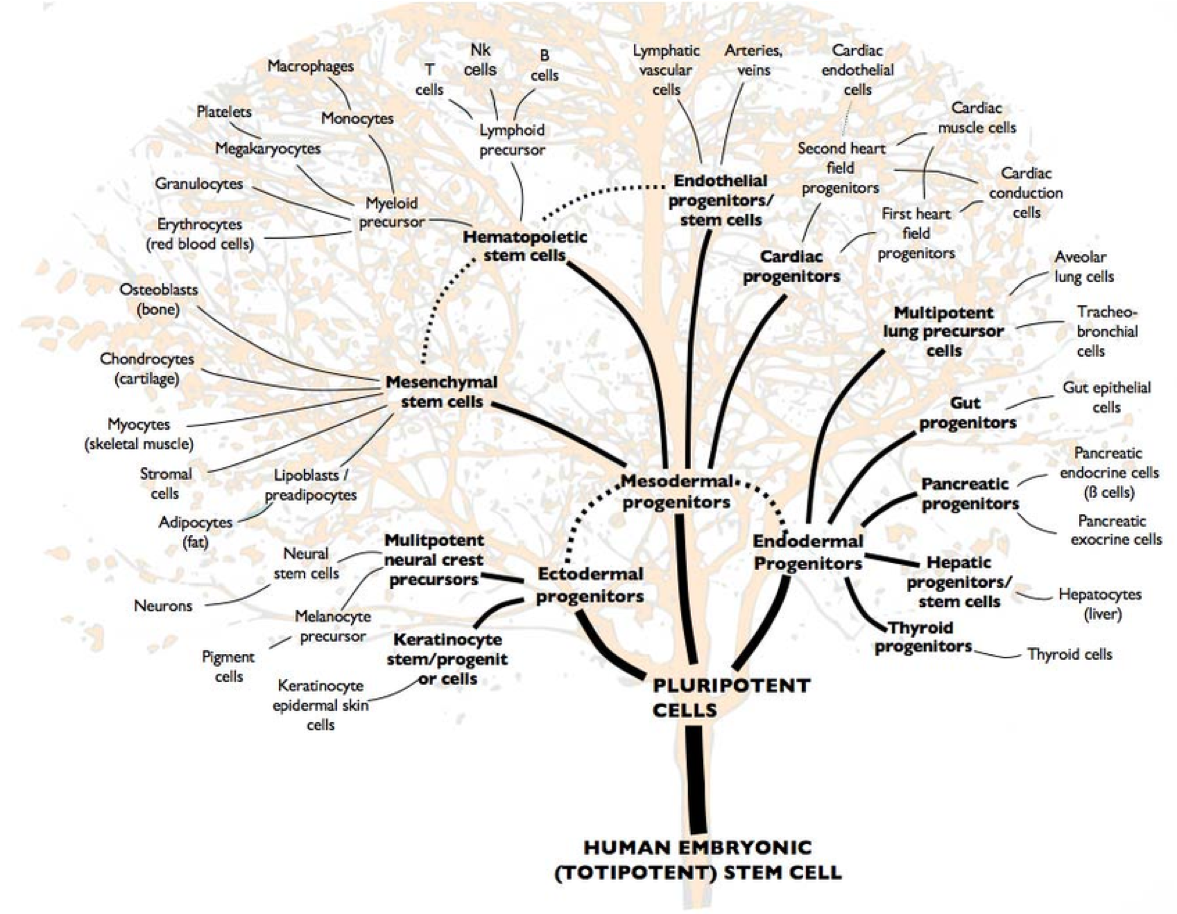 Macrophages
Nk
cells
T
cells
B
cells
Lymphatic
vascular
cells
Arteries,
veins
Cardiac
endothelial
cells
Platelets
Monocytes
Megakaryocytes
Lymphoid
precursor
Cardiac
muscle cells
Second heart
field
progenitors
Granulocytes
Myeloid
precursor
Endothelial
progenitors/
stem cells
Cardiac
conduction
cells
Erythrocytes
(red blood cells)
Hematopoietic
stem cells
First heart
field
progenitors
Cardiac
progenitors
Aveolar
lung cells
Osteoblasts
(bone)
Multipotent
lung precursor
cells
Tracheo-
bronchial
cells
Chondrocytes
(cartilage)
Mesenchymal
stem cells
Gut epithelial
cells
Gut
progenitors
Myocytes
(skeletal muscle)
Stromal
cells
Lipoblasts /
preadipocytes
Mesodermal
progenitors
Pancreatic
progenitors
Pancreatic
endocrine cells
(ß cells)
Adipocytes
(fat)
Pancreatic
exocrine cells
Mulitpotent
neural crest
precursors
Endodermal
Progenitors
Neural
stem cells
Ectodermal
progenitors
Hepatic
progenitors/
stem cells
Hepatocytes
(liver)
Neurons
Melanocyte
precursor
Keratinocyte
stem/progenit
or cells
Thyroid
progenitors
Thyroid cells
Pigment
cells
Keratinocyte
epidermal skin
cells
PLURIPOTENT
CELLS
HUMAN EMBRYONIC
(TOTIPOTENT) STEM CELL